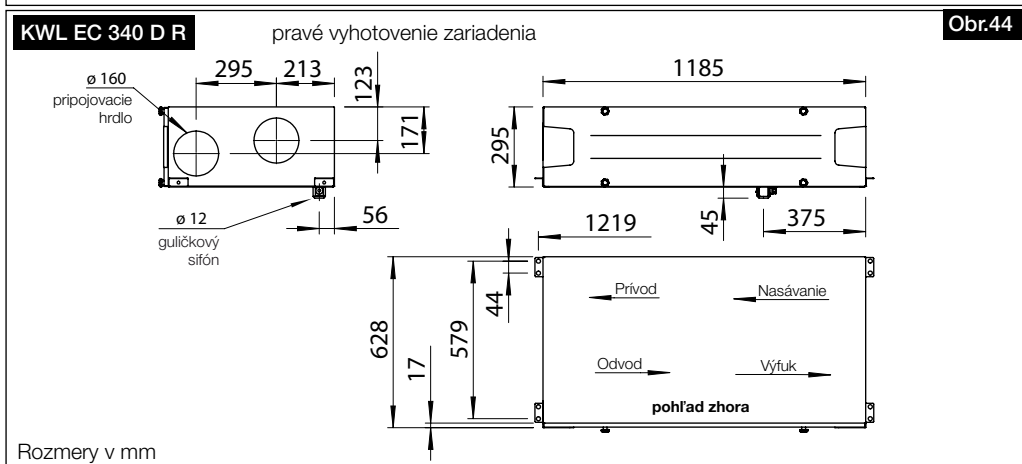 KWL EC 340 D R
pravé vyhotovenie zariadenia
Obr.44
ø 160
pripojovacie
hrdlo
295
213
123
171
ø 12
guličkový
sifón
56
1185
295
45
375
1219
44
628
579
17
Prívod
Nasávanie
Odvod
Výfuk
pohľad zhora
Rozmery v mm